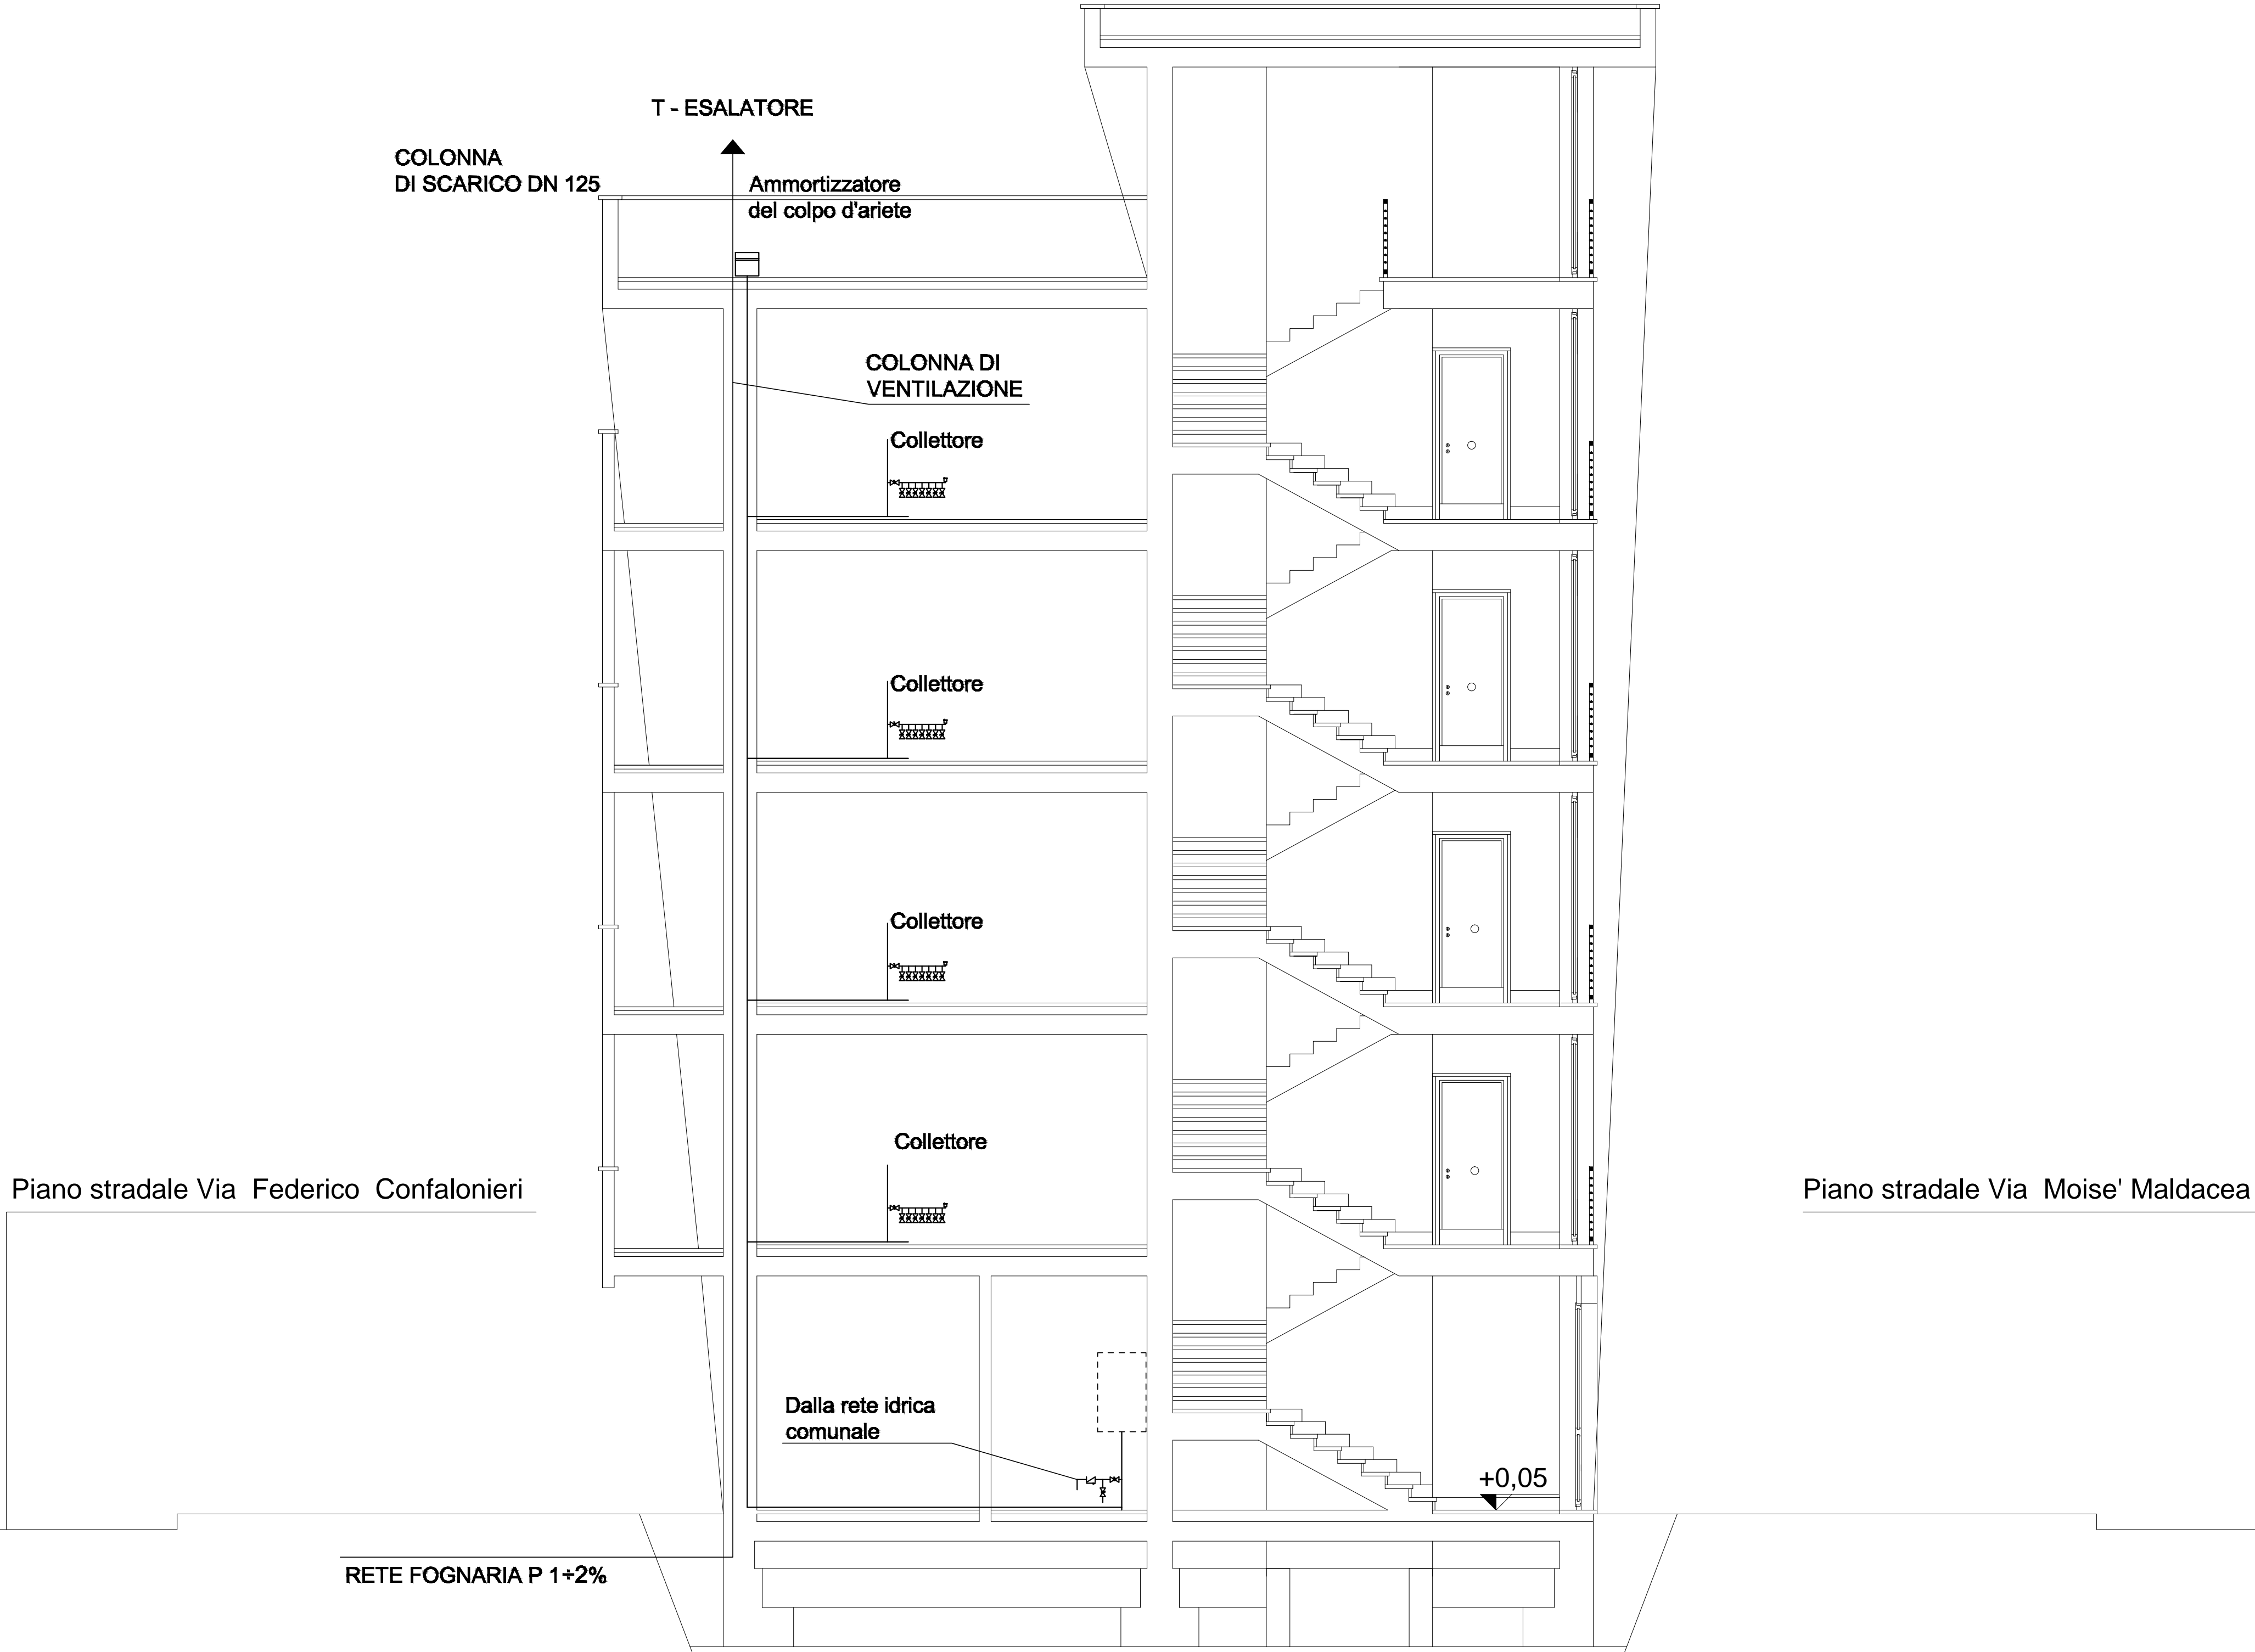 T - ESALATORE
COLONNA
DI SCARICO DN 125
Ammortizzatore
del colpo d'ariete
COLONNA DI
VENTILAZIONE
Collettore
Collettore
Collettore
Collettore
Piano stradale Via Federico Confalonieri
Piano stradale Via Moise' Maldacea
Dalla rete idrica
comunale
+0,05
RETE FOGNARIA P 1÷2%